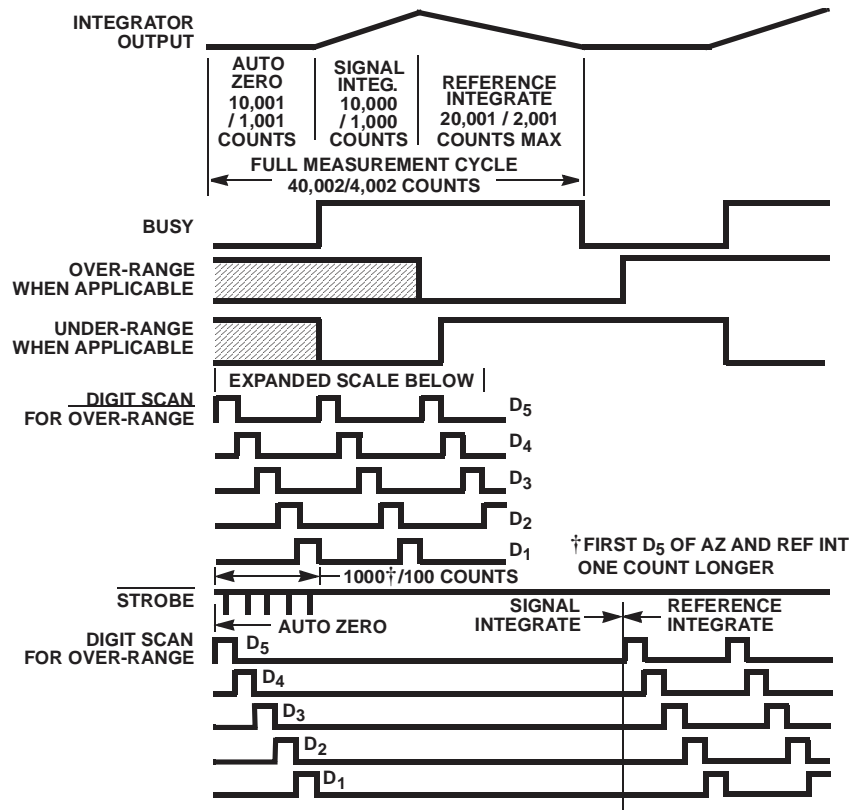 INTEGRATOR
OUTPUT
AUTO
ZERO
10,001
/ 1,001
COUNTS
SIGNAL
INTEG.
10,000
/ 1,000
COUNTS
REFERENCE
INTEGRATE
20,001 / 2,001
COUNTS MAX
FULL MEASUREMENT CYCLE
40,002/4,002 COUNTS
BUSY
OVER-RANGE
WHEN APPLICABLE
UNDER-RANGE
WHEN APPLICABLE
EXPANDED SCALE BELOW
DIGIT SCAN
FOR OVER-RANGE
D5
D4
D3
D2
D1
†FIRST D5 OF AZ AND REF INT
ONE COUNT LONGER
1000†/100 COUNTS
STROBE
AUTO ZERO
SIGNAL
INTEGRATE
REFERENCE
INTEGRATE
DIGIT SCAN
FOR OVER-RANGE
D5
D4
D3
D2
D1